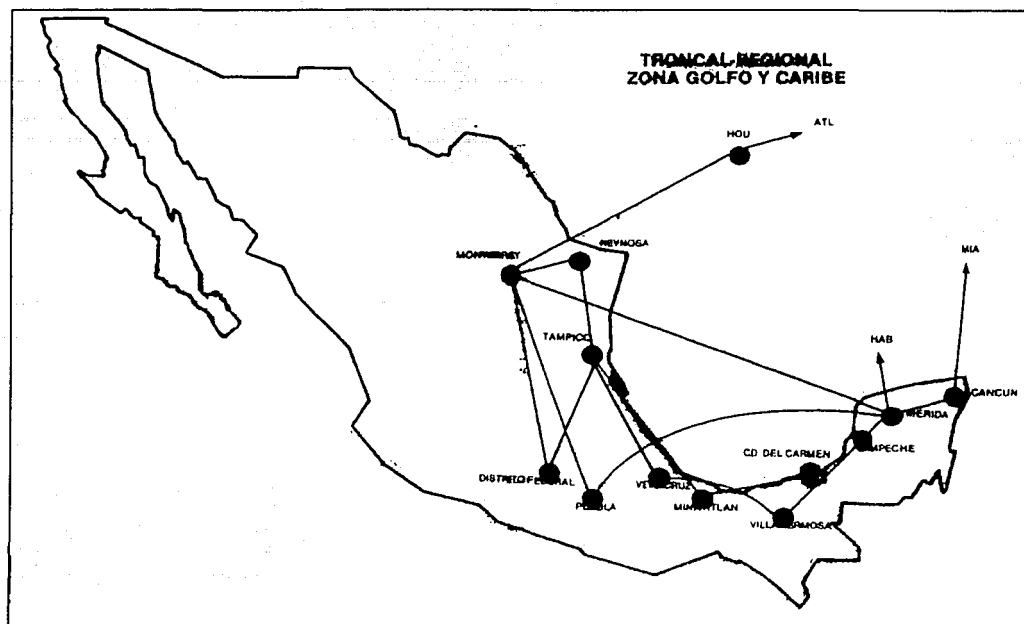 TRONCAL REGIONAL
ZONA GOLFO Y CARIBE
ATL
HOU
REYNOSA
MONTERREY
MIA
TAMPICO
HAB
CANCUN
MERIDA
CAMPECHE
CD DEL CARMEN
DISTRITO FEDERAL
VERACRUZ
PUEBLA
MINATITLAN
VILLAHERMOSA